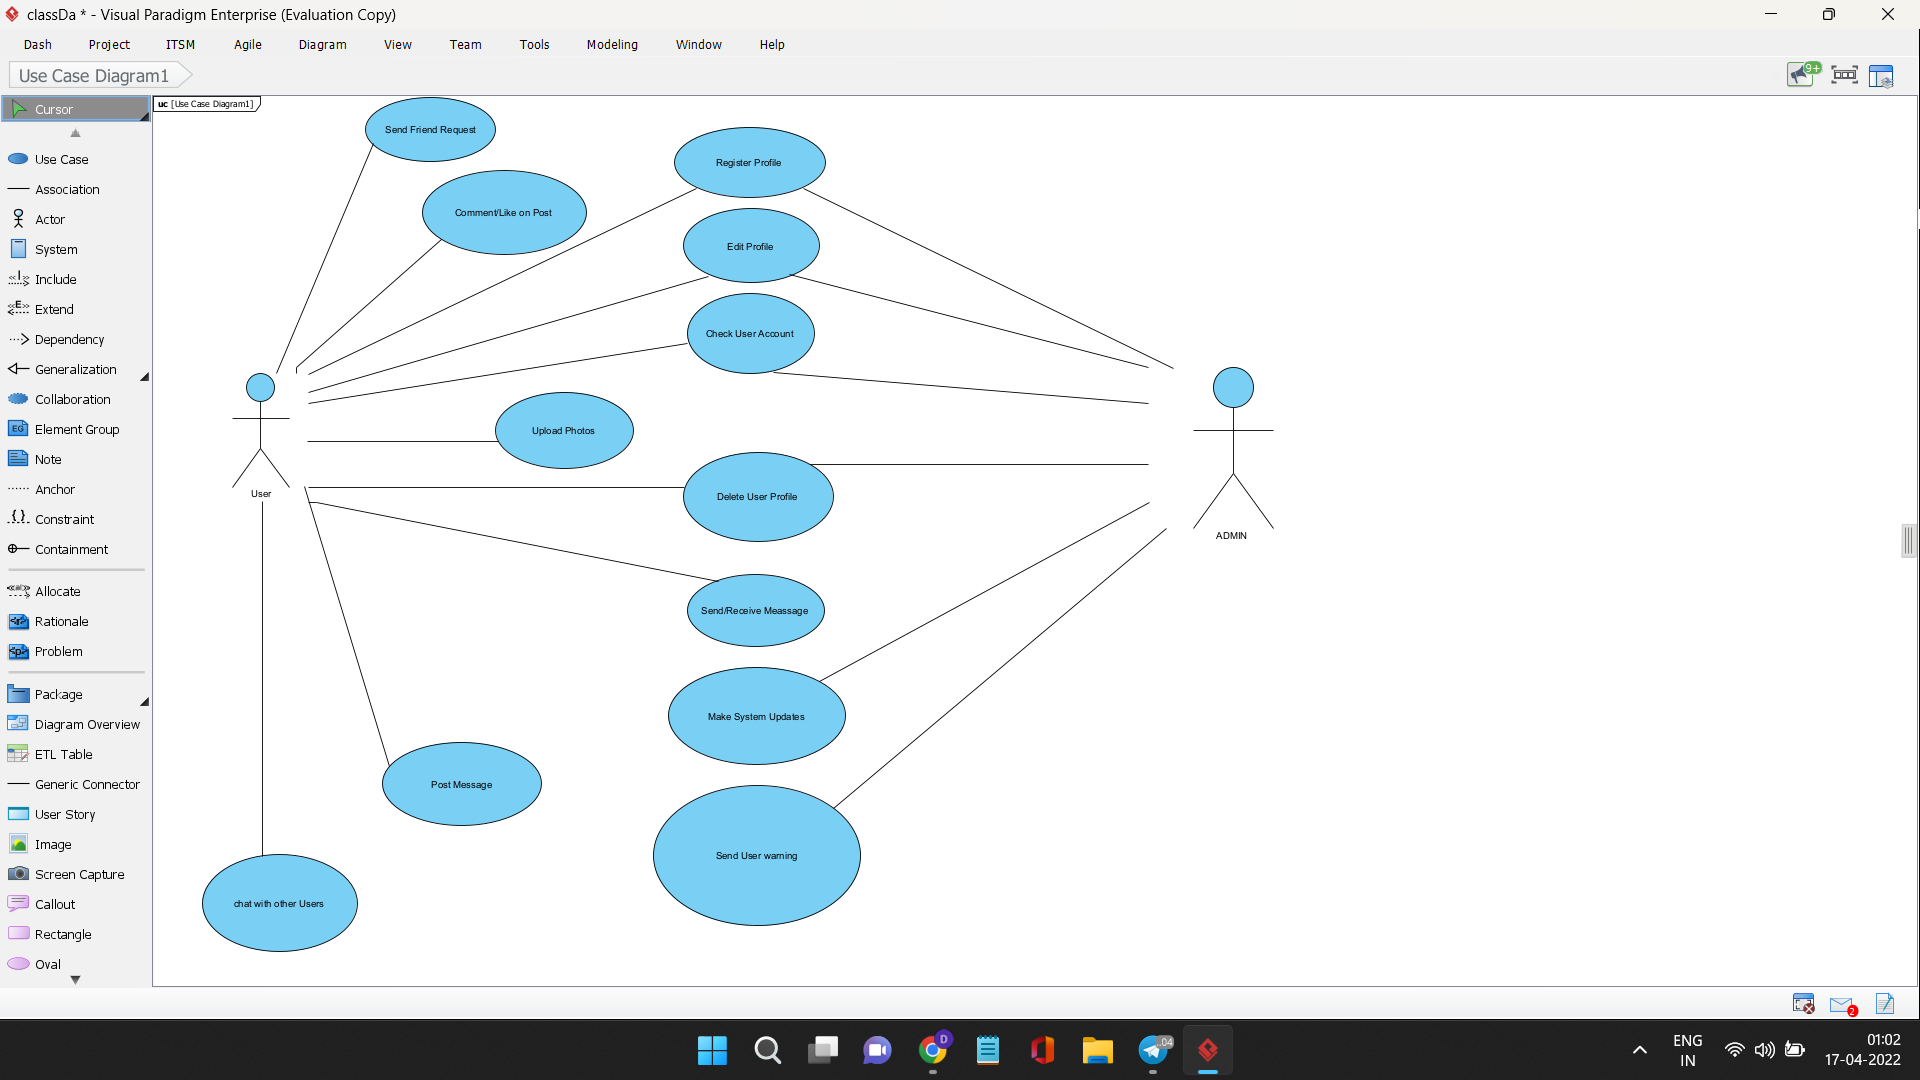 classDa * - Visual Paradigm Enterprise (Evaluation Copy)
Dash Project ITSM Agile Diagram View Team Tools Modeling Window Help
Use Case Diagram1
9+
Cursor
Use Case
Association
Actor
System
Include
Extend
Dependency
Generalization
Collaboration
EG Element Group
Note
Anchor
Constraint
Containment
Allocate
Rationale
Problem
Package
Diagram Overview
ETL Table
Generic Connector
User Story
Image
Screen Capture
Callout
Rectangle
Oval
uc [Use Case Diagram1]
Send Friend Request
Register Profile
Comment/Like on Post
Edit Profile
Check User Account
Upload Photos
User
Delete User Profile
ADMIN
Send/Receive Meassage
Make System Updates
Post Message
Send User warning
chat with other Users
2
D
04
ENG
IN
01:02
17-04-2022